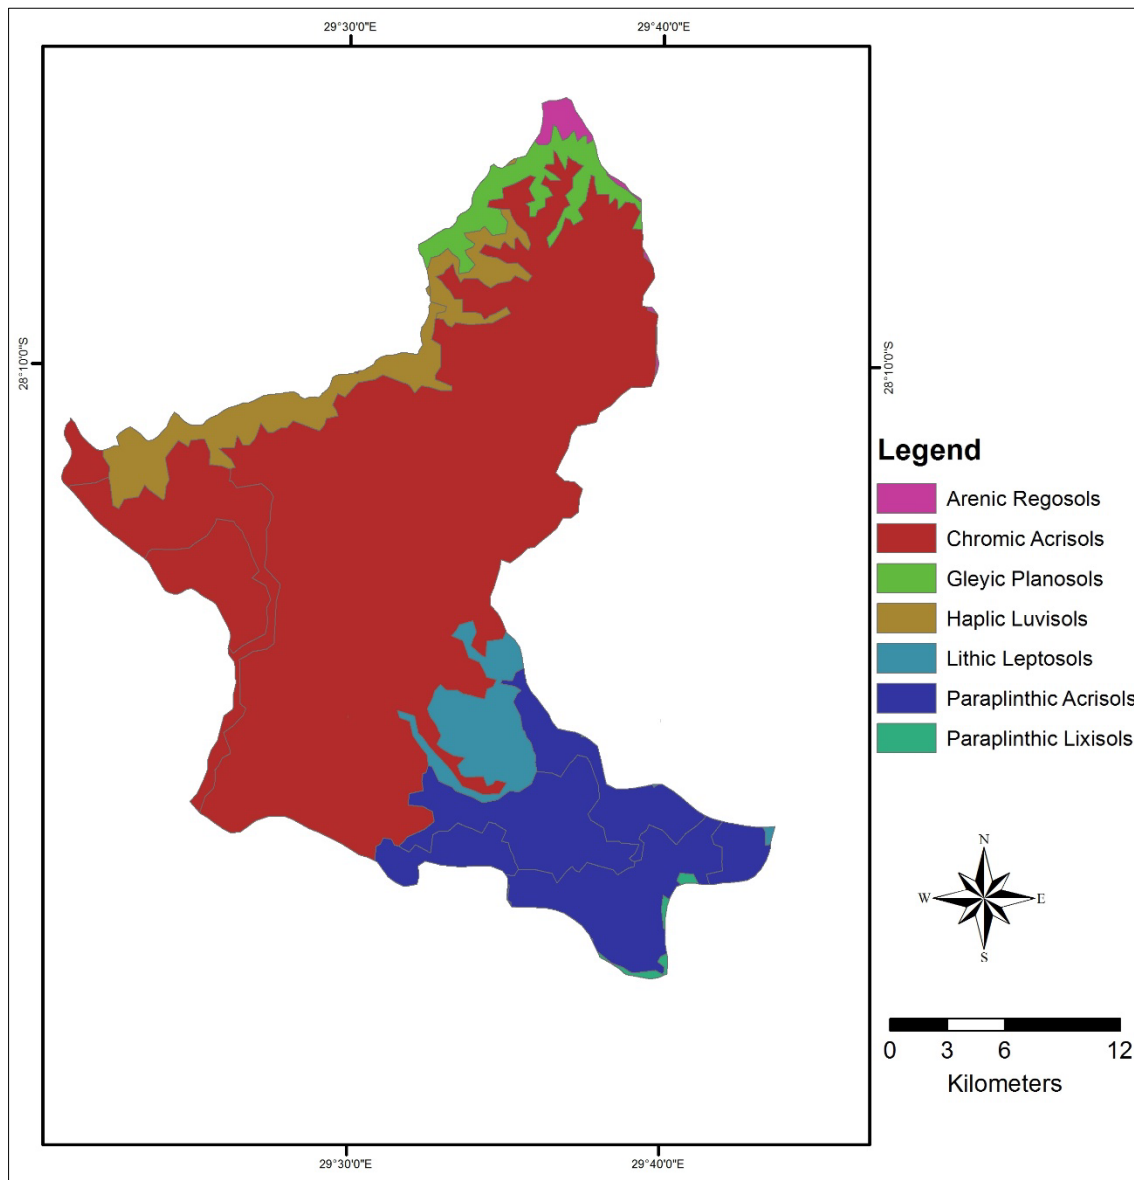 29°30'0"E
29°40'0"E
28°10'0"S
28°10'0"S
Legend
Arenic Regosols
Chromic Acrisols
Gleyic Planosols
Haplic Luvisols
Lithic Leptosols
Paraplinthic Acrisols
Paraplinthic Lixisols
N
W
E
S
0 3 6 12
Kilometers
29°30'0"E
29°40'0"E